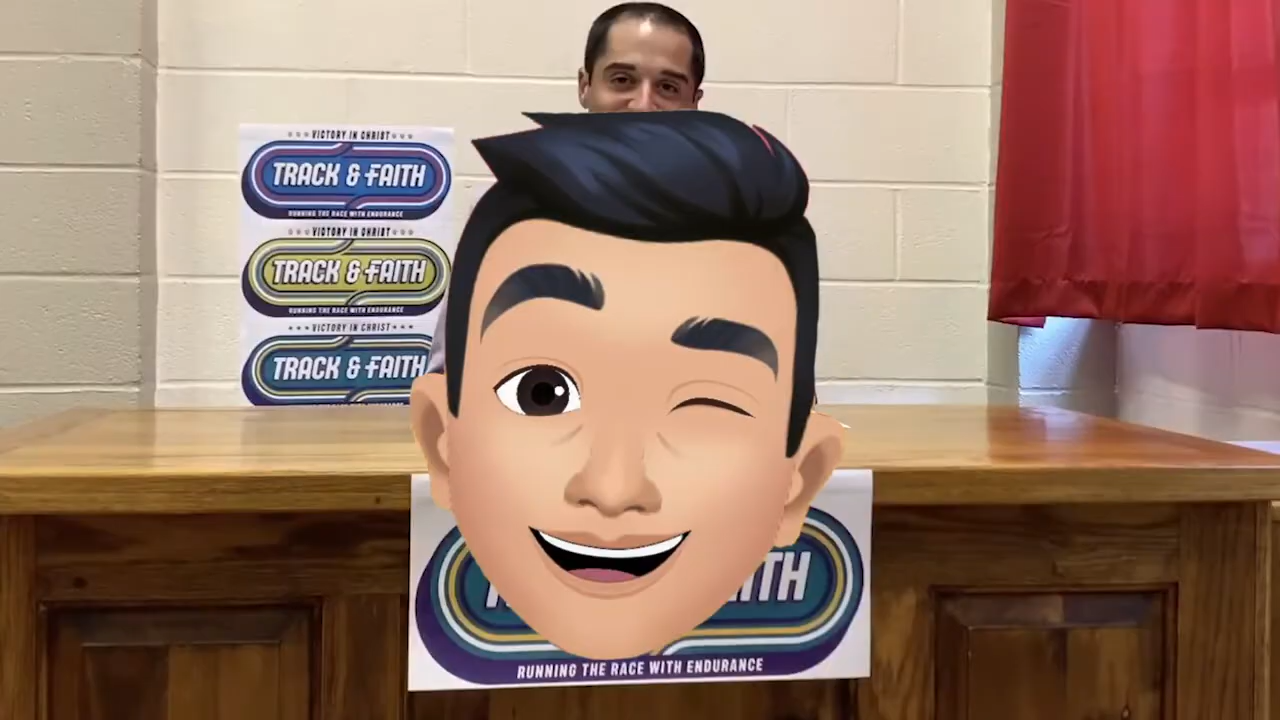 VICTORY IN CHRIST
TRACK & FAITH
RUNNING THE RACE WITH ENDURANCE
VICTORY IN CHRIST
TRACK & FAITH
RUNNING THE RACE WITH ENDURANCE
VICTORY IN CHRIST
TRACK & FAITH
ITH
RUNNING THE RACE WITH ENDURANCE